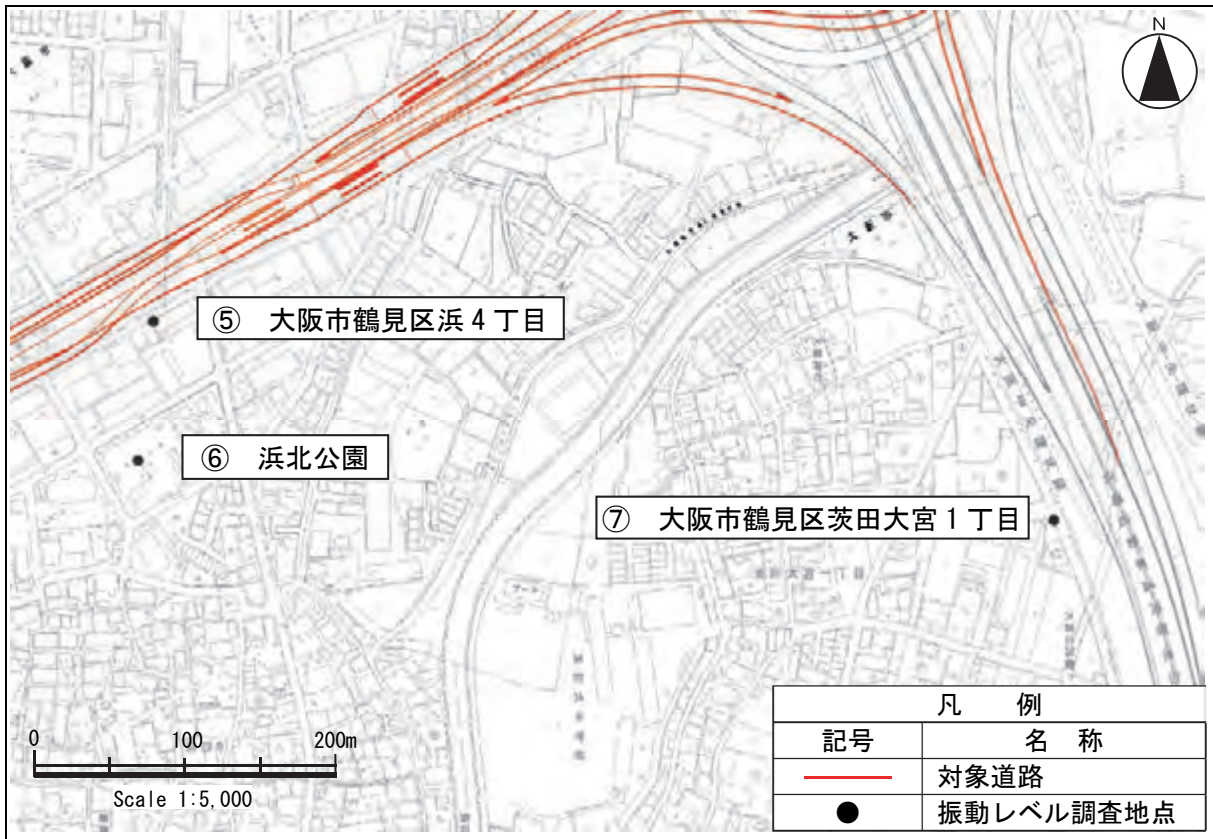 N
⑤ 大阪市鶴見区浜4丁目
⑥ 浜北公園
⑦ 大阪市鶴見区茨田大宮1丁目
0 100 200m
Scale 1:5,000
凡 例
記号 名 称
対象道路
振動レベル調査地点